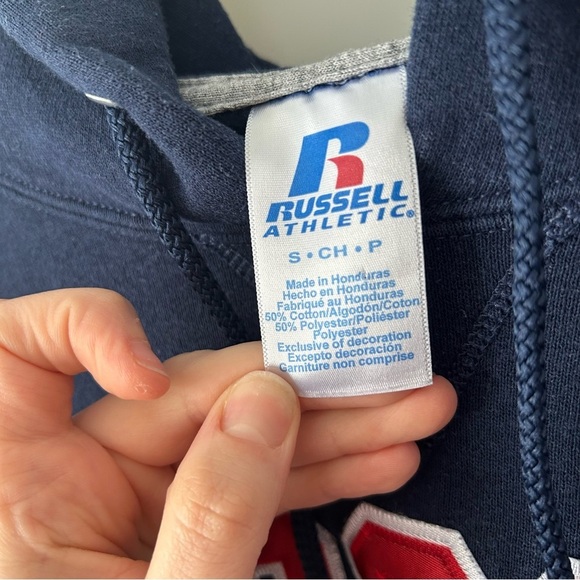 R
RUSSELL
ATHLETIC®
S • CH • P
Made in Honduras
Hecho en Honduras
Fabriqué au Honduras
50% Cotton/Algodón/Coton
50% Polyester/Poliéster
Polyester
Exclusive of decoration
Excepto decoración
Garniture non comprise